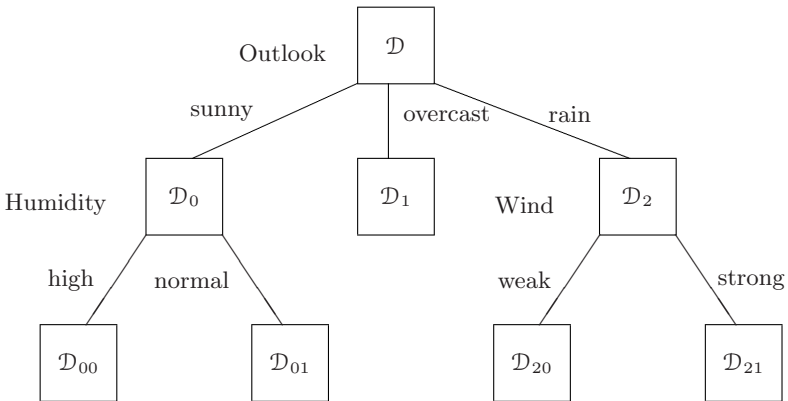 𝒟
Outlook
sunny
overcast
rain
Humidity
𝒟₀
𝒟₁
Wind
𝒟₂
high
normal
weak
strong
𝒟₀₀
𝒟₀₁
𝒟₂₀
𝒟₂₁